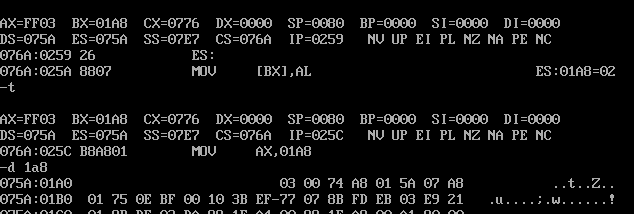 AX=FF03 BX=01A8 CX=0776 DX=0000 SP=0080 BP=0000 SI=0000 DI=0000
DS=075A ES=075A SS=07E7 CS=076A IP=0259 NV UP EI PL NZ NA PE NC
076A:0259 26 ES:
076A:025A 8807 MOV [BX],AL ES:01A8=02
-t
AX=FF03 BX=01A8 CX=0776 DX=0000 SP=0080 BP=0000 SI=0000 DI=0000
DS=075A ES=075A SS=07E7 CS=076A IP=025C NV UP EI PL NZ NA PE NC
076A:025C B8A801 MOV AX,01A8
-d 1a8
075A:01A0 03 00 74 A8 01 5A 07 A8 ..t..Z..
075A:01B0 01 75 0E BF 00 10 3B EF-77 07 8B FD EB 03 E9 21 .u....;.w......!